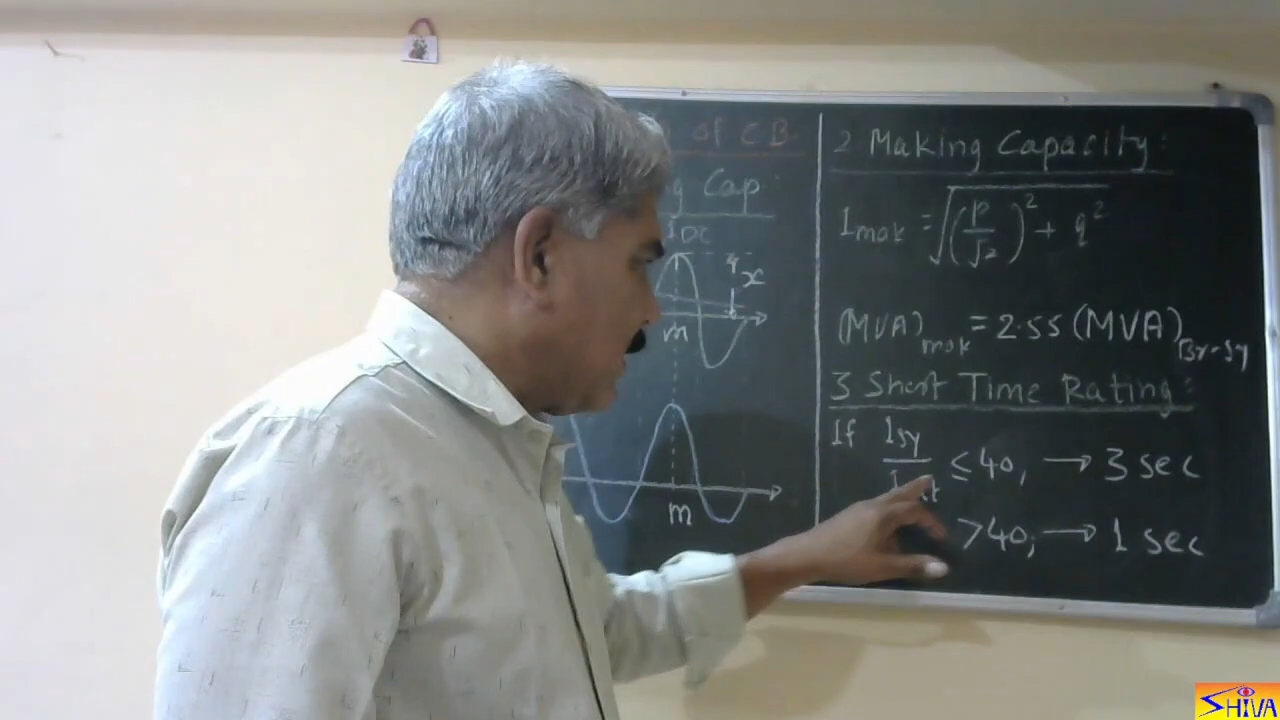 of C.B.
g Cap:
IDC
x
m
m
2 Making Capacity:
Imak = √((p/√2)² + q²)
(MVA)mak = 2.55 (MVA)Br-Sy
3 Short Time Rating:
If Isy
≤ 40, → 3 sec
> 40; → 1 sec
SHIVA